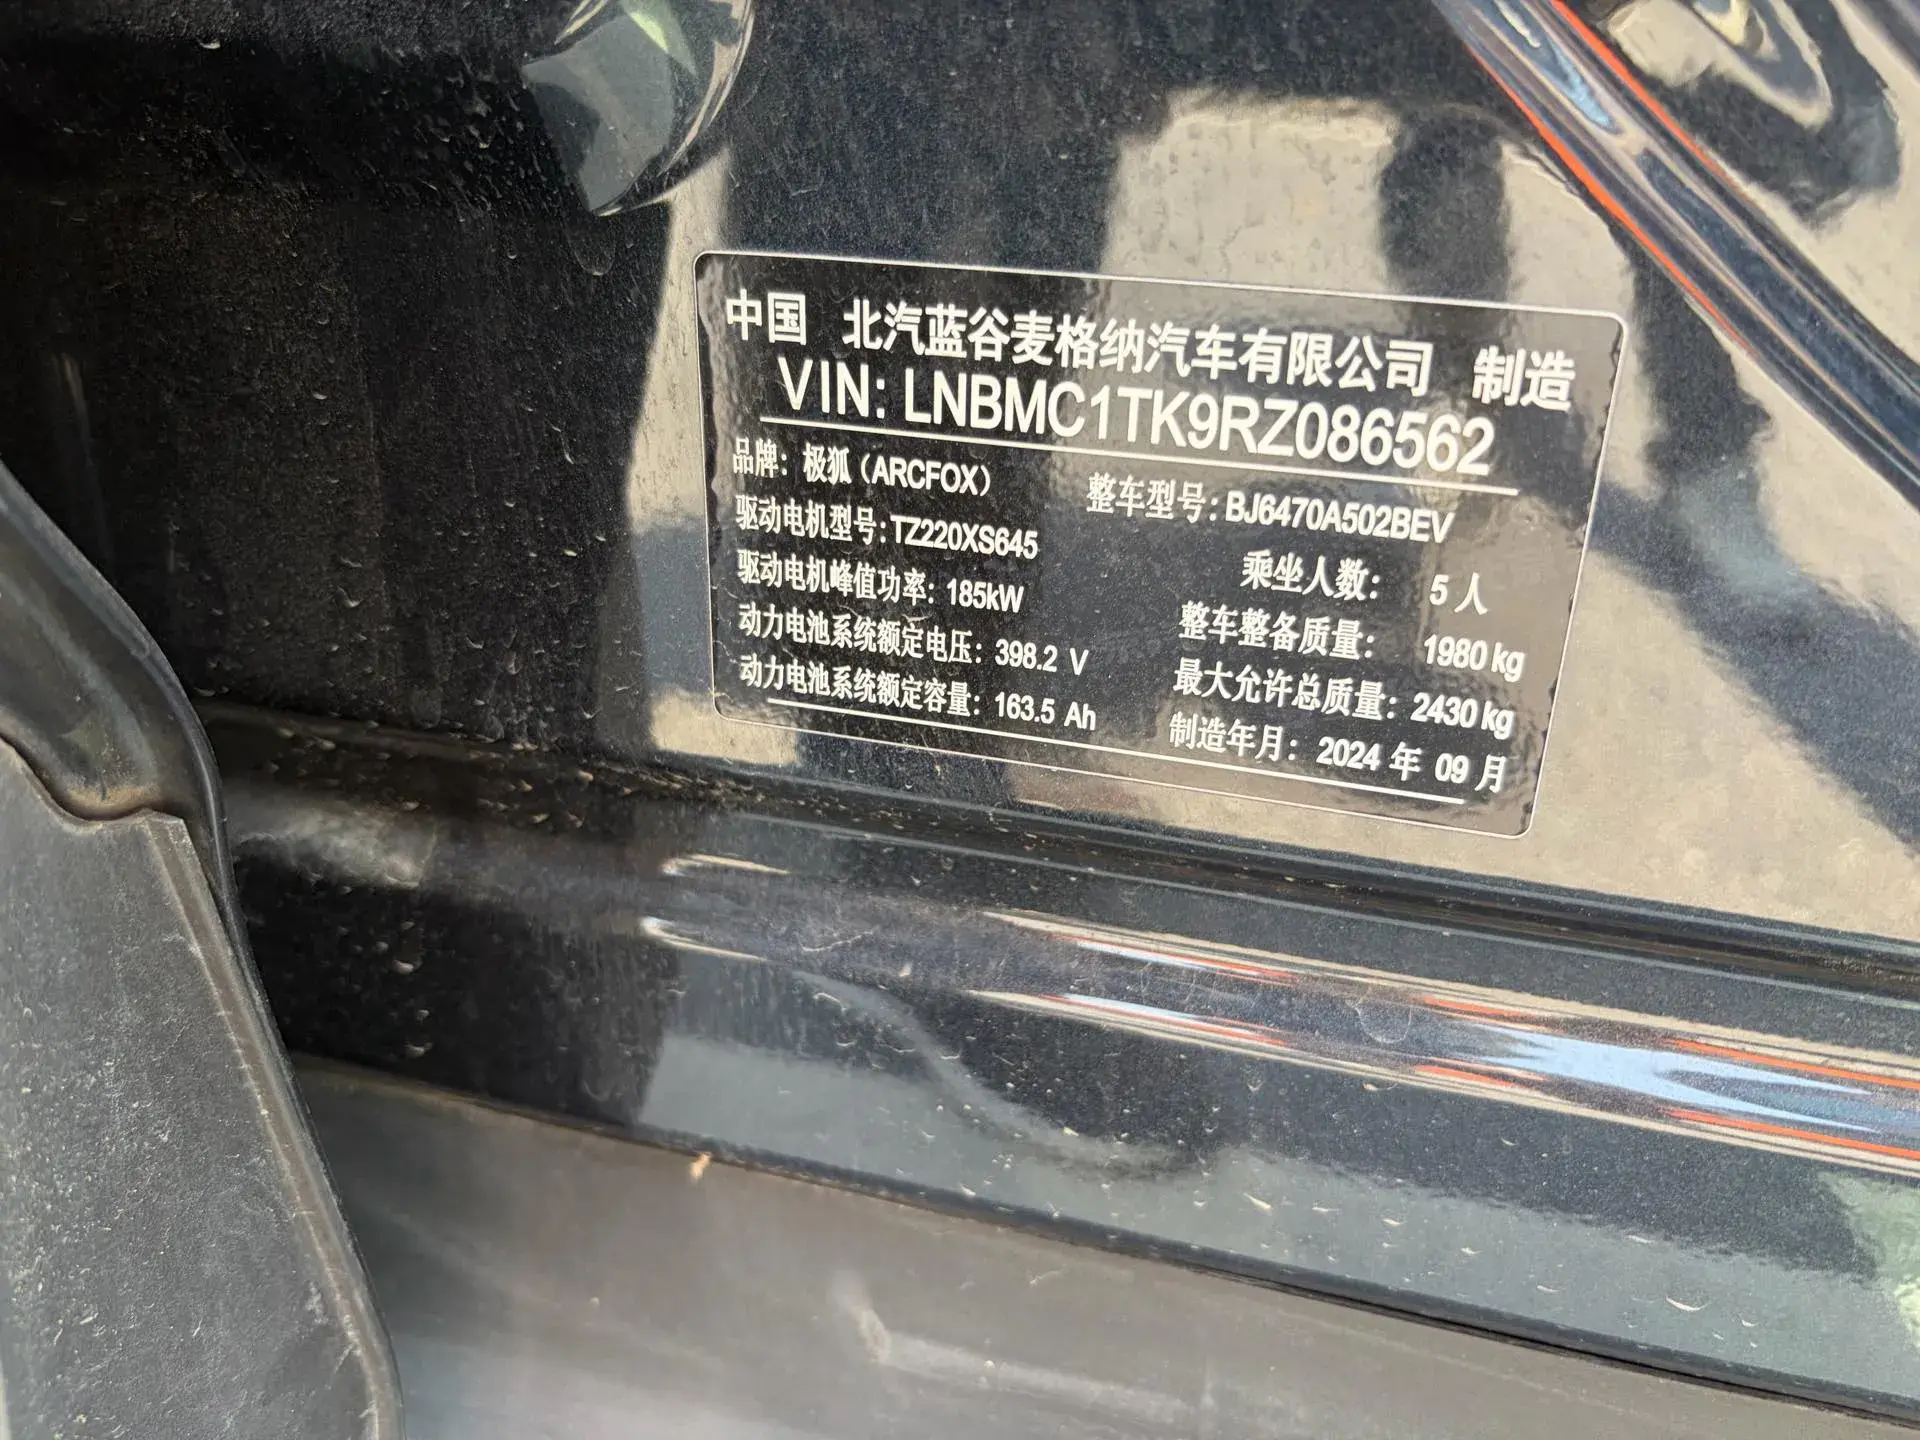 中国 北汽蓝谷麦格纳汽车有限公司 制造
VIN: LNBMC1TK9RZ086562
品牌: 极狐（ARCFOX） 整车型号: BJ6470A502BEV
驱动电机型号: TZ220XS645 乘坐人数: 5 人
驱动电机峰值功率: 185kW 整车整备质量: 1980 kg
动力电池系统额定电压: 398.2 V 最大允许总质量: 2430 kg
动力电池系统额定容量: 163.5 Ah 制造年月: 2024 年 09 月